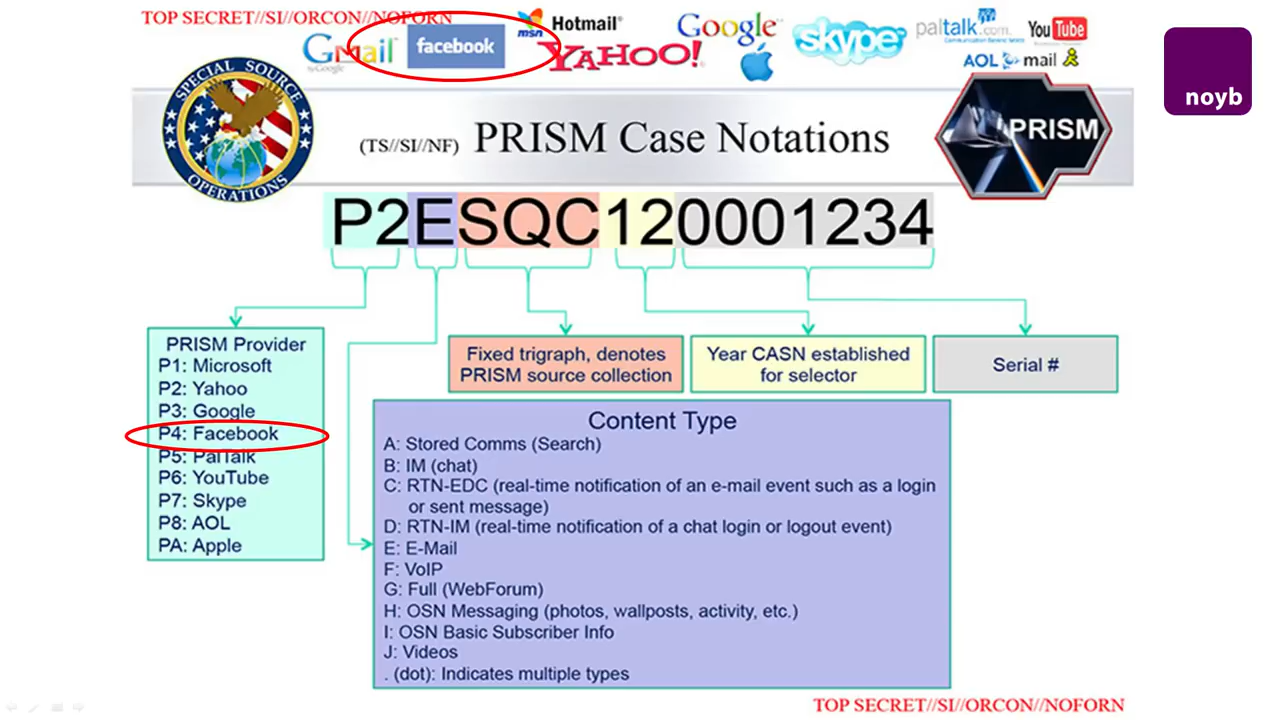 TOP SECRET//SI//ORCON//NOFORN
Gmail
by Google
facebook
msn Hotmail
YAHOO!
Google
skype
paltalk.com
YouTube
AOL mail
noyb
SPECIAL SOURCE OPERATIONS
(TS//SI//NF) PRISM Case Notations
PRISM
P2ESQC120001234
PRISM Provider
P1: Microsoft
P2: Yahoo
P3: Google
P4: Facebook
P5: PalTalk
P6: YouTube
P7: Skype
P8: AOL
PA: Apple
Fixed trigraph, denotes
PRISM source collection
Year CASN established
for selector
Serial #
Content Type
A: Stored Comms (Search)
B: IM (chat)
C: RTN-EDC (real-time notification of an e-mail event such as a login
or sent message)
D: RTN-IM (real-time notification of a chat login or logout event)
E: E-Mail
F: VoIP
G: Full (WebForum)
H: OSN Messaging (photos, wallposts, activity, etc.)
I: OSN Basic Subscriber Info
J: Videos
. (dot): Indicates multiple types
TOP SECRET//SI//ORCON//NOFORN